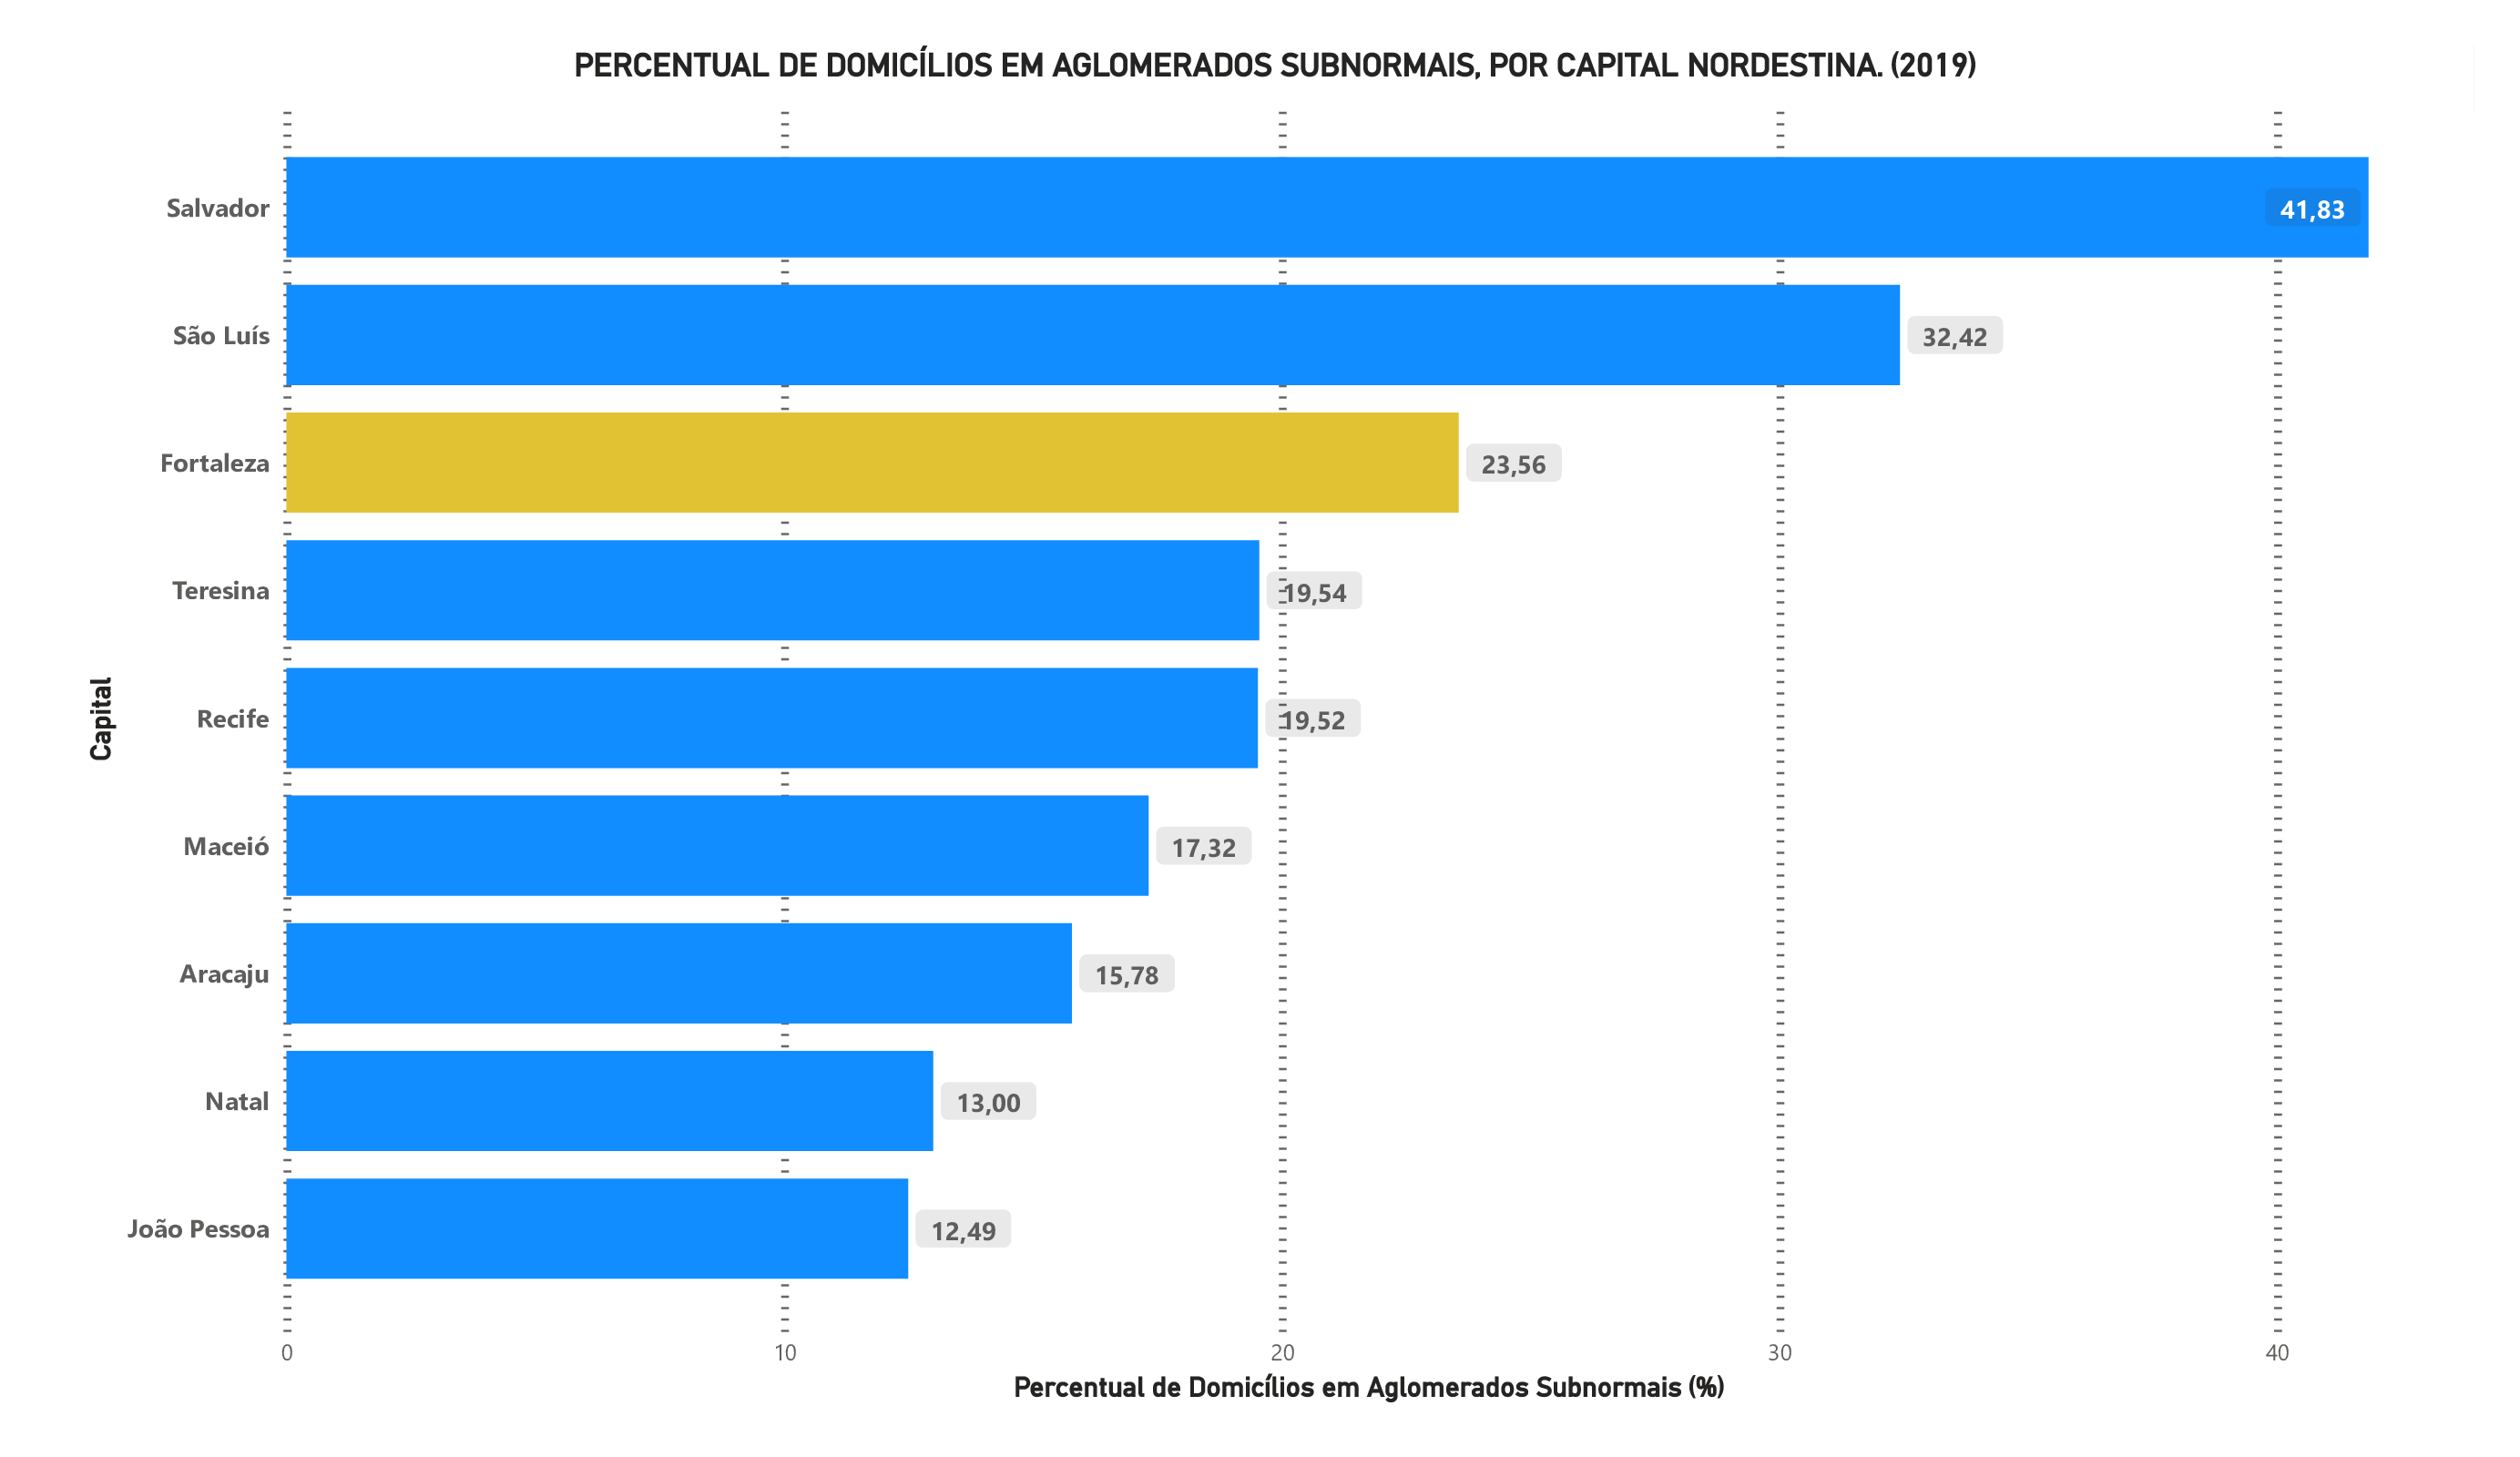 PERCENTUAL DE DOMICÍLIOS EM AGLOMERADOS SUBNORMAIS, POR CAPITAL NORDESTINA. (2019)
Salvador 41,83
São Luís 32,42
Fortaleza 23,56
Teresina 19,54
Recife 19,52
Maceió 17,32
Aracaju 15,78
Natal 13,00
João Pessoa 12,49
Capital
0 10 20 30 40
Percentual de Domicílios em Aglomerados Subnormais (%)